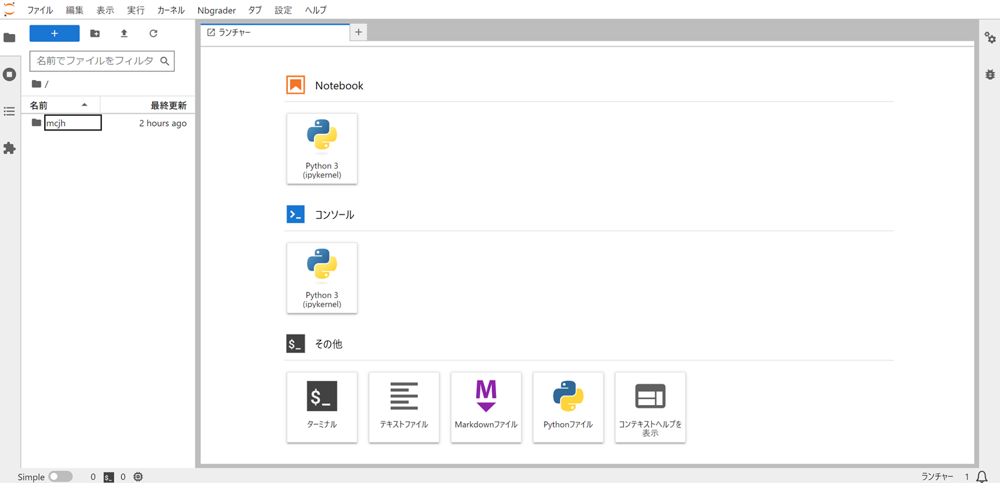 ファイル 編集 表示 実行 カーネル Nbgrader タブ 設定 ヘルプ
+
ランチャー
+
名前でファイルをフィルタ
/
名前 最終更新
mcjh 2 hours ago
Notebook
Python 3
(ipykernel)
コンソール
Python 3
(ipykernel)
$_ その他
$_
ターミナル
テキストファイル
M
Markdownファイル
Pythonファイル
コンテキストヘルプを
表示
Simple 0 $_ 0 ランチャー 1